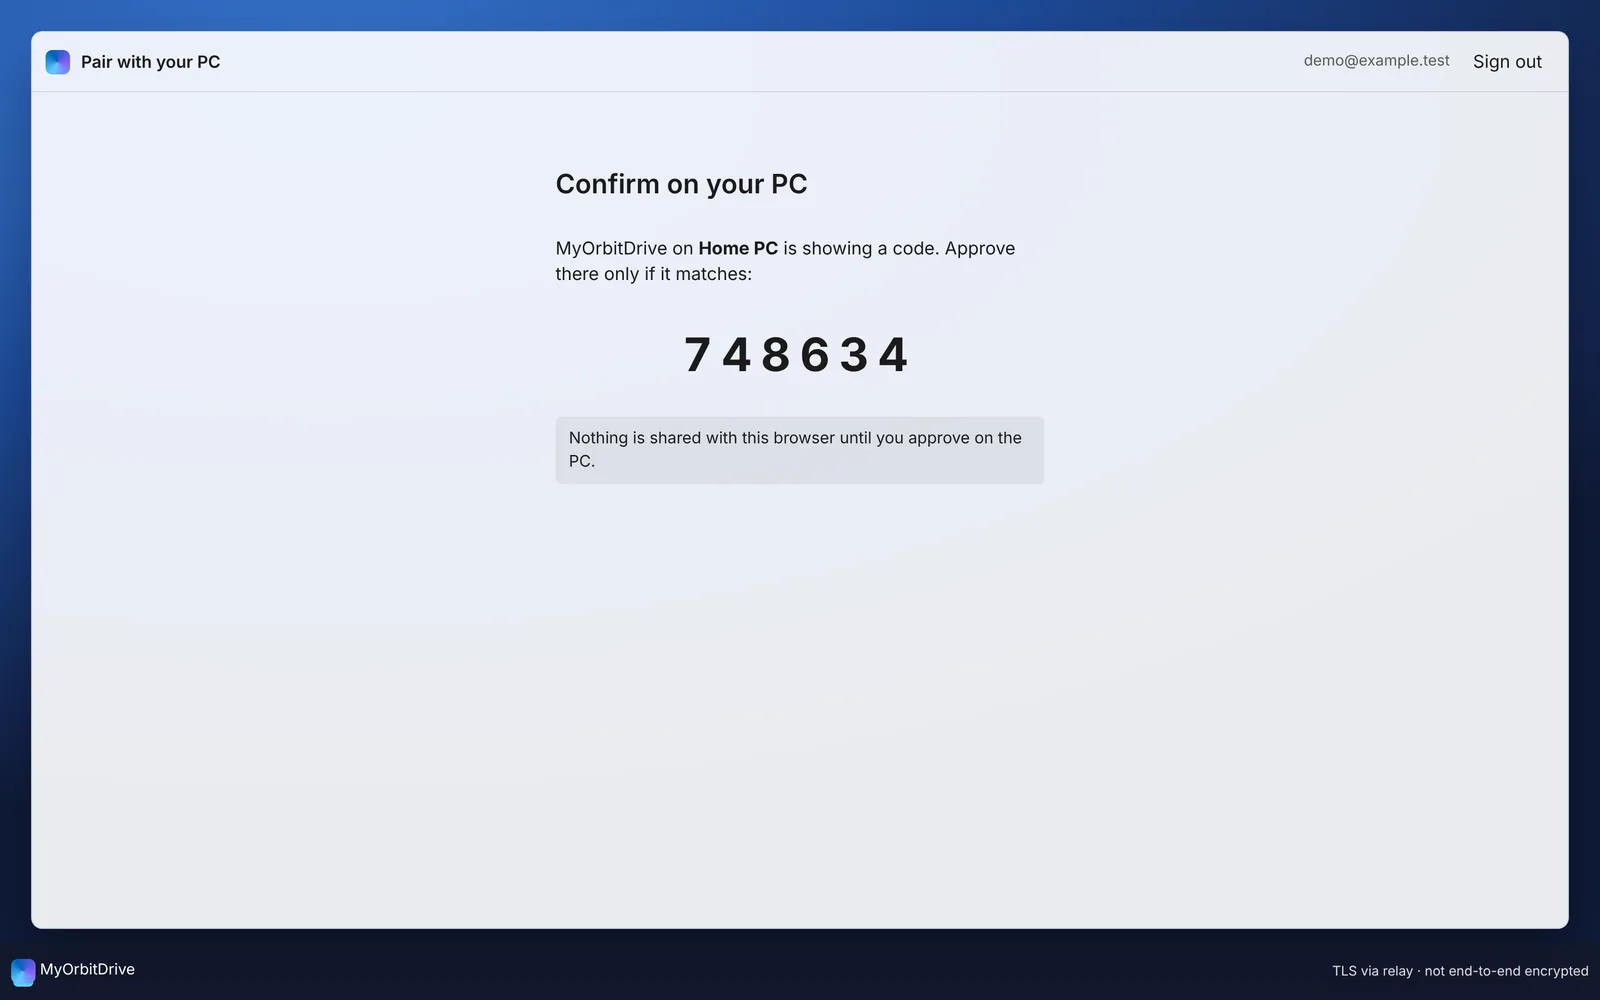 Pair with your PC
demo@example.test
Sign out
Confirm on your PC
MyOrbitDrive on Home PC is showing a code. Approve
there only if it matches:
748634
Nothing is shared with this browser until you approve on the
PC.
MyOrbitDrive
TLS via relay · not end-to-end encrypted